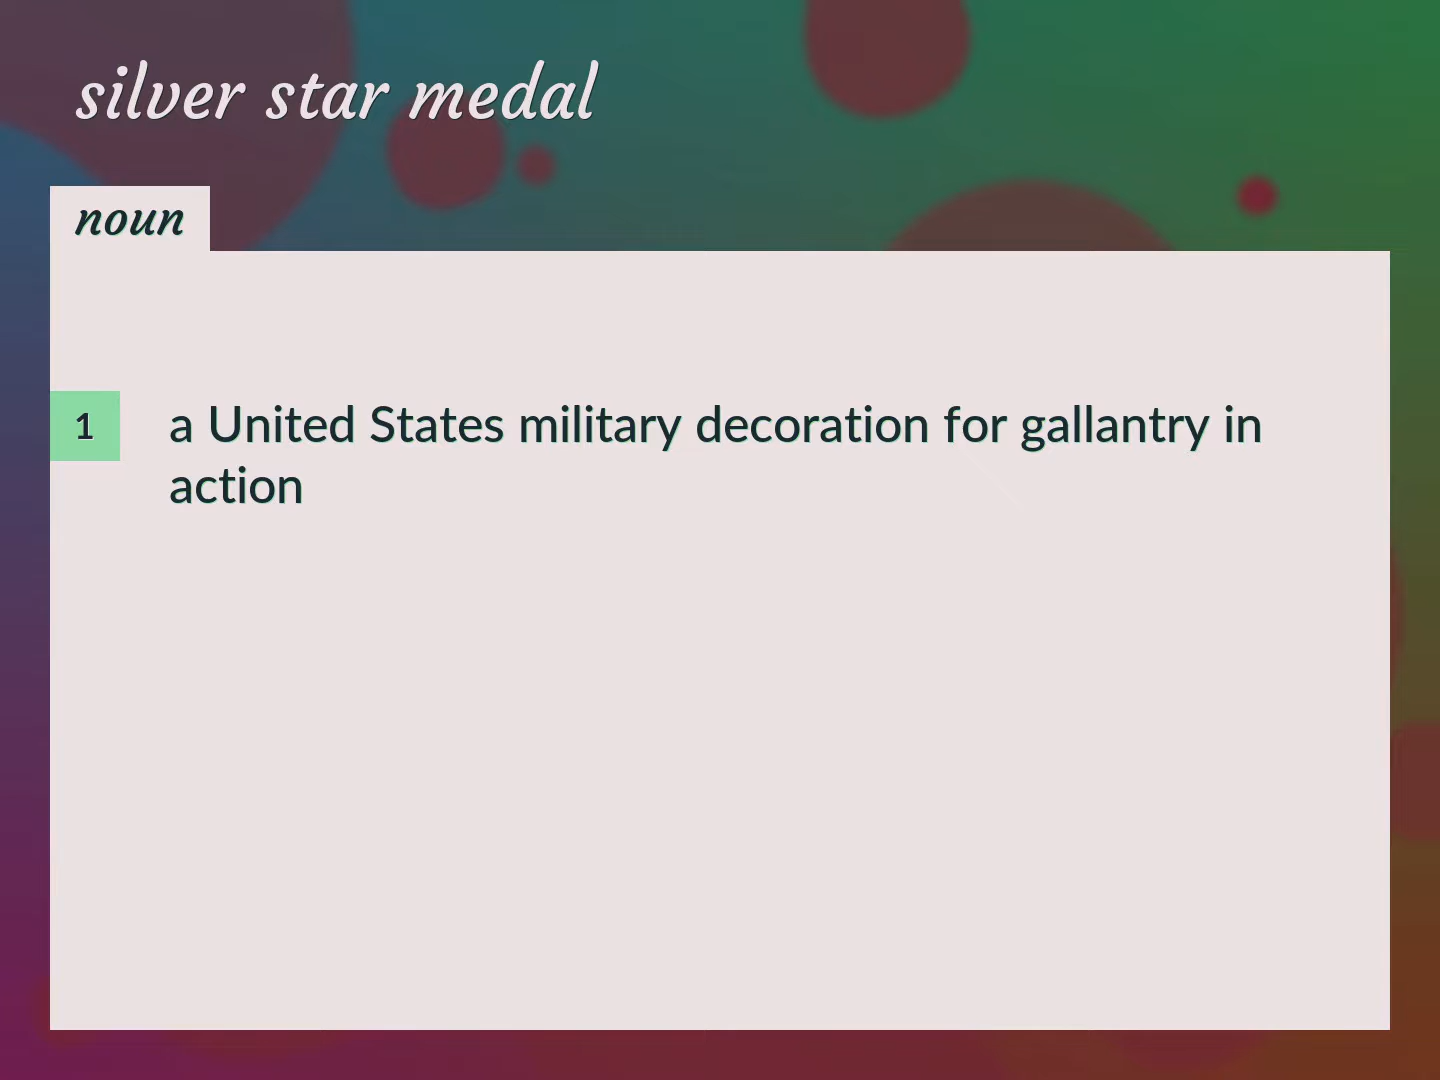 silver star medal
noun
1
a United States military decoration for gallantry in
action